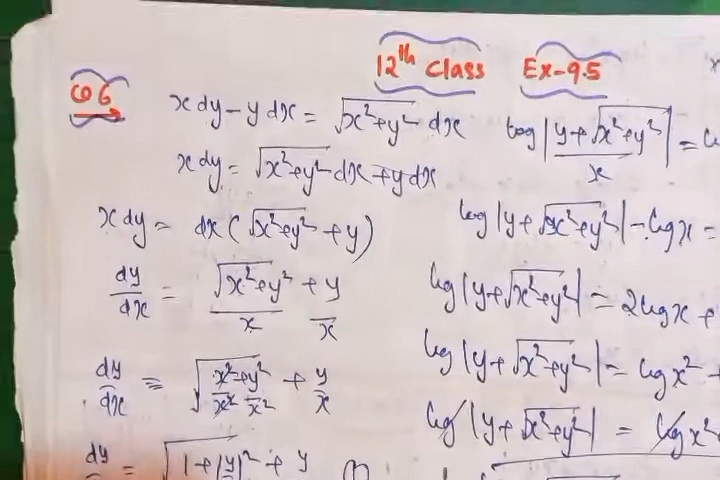 12th Class Ex-9.5
Q 6
x dy - y dx = √(x²+y²) dx
x dy = √(x²+y²) dx + y dx
x dy = dx (√(x²+y²) + y)
dy/dx = √(x²+y²)/x + y/x
dy/dx = √(x²/x² + y²/x²) + y/x
dy = √(1+(y)² + y
log |(y+√(x²+y²))/x| =
log |y+√(x²+y²)| - log x =
log |y+√(x²+y²)| = 2 log x +
log |y+√(x²+y²)| = log x² +
log |y+√(x²+y²)| = log x²